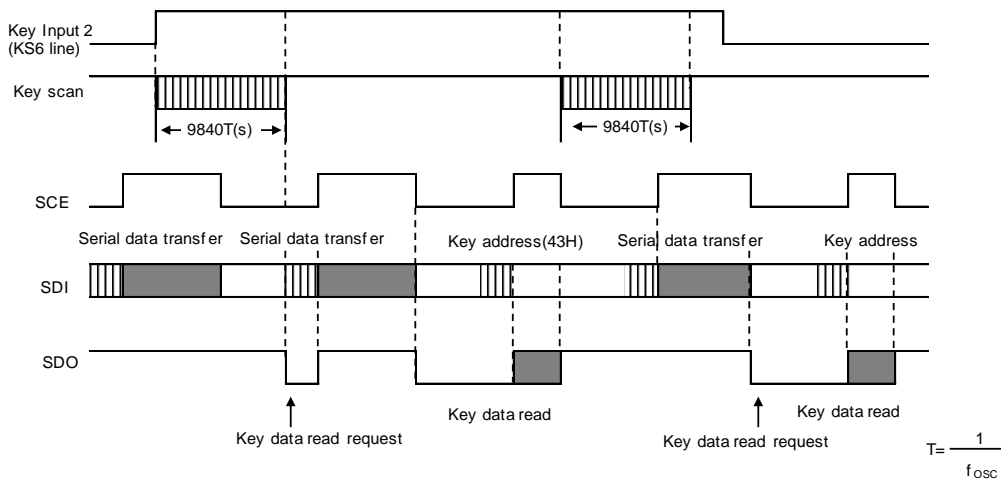 Key Input 2
(KS6 line)
Key scan
9840T(s)
9840T(s)
SCE
Serial data transfer
Serial data transfer
Key address(43H)
Serial data transfer
Key address
SDI
SDO
Key data read
Key data read
Key data read request
Key data read request
T= 1
fOSC